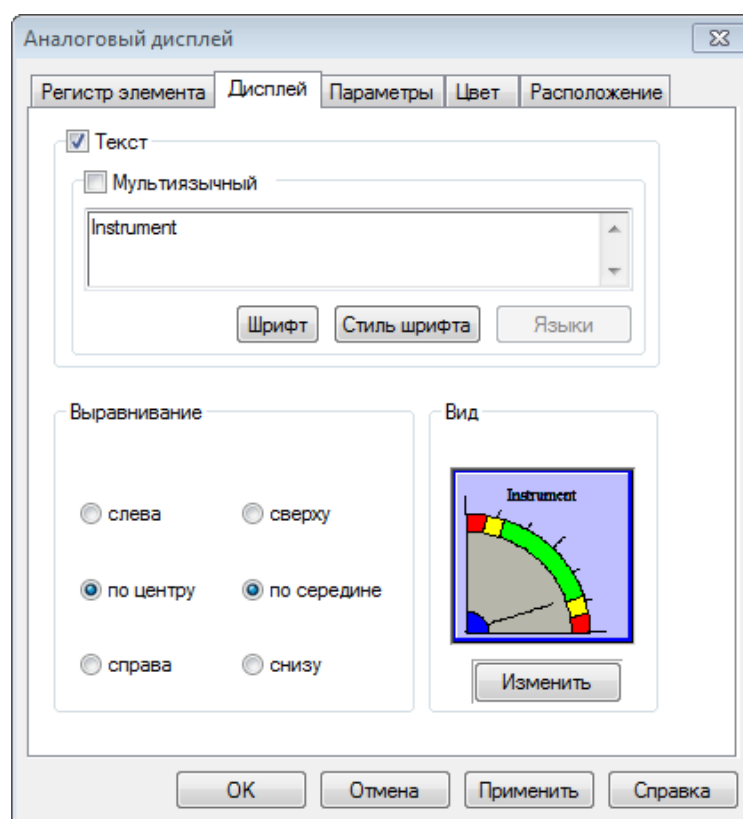 Аналоговый дисплей
Регистр элемента Дисплей Параметры Цвет Расположение
Текст
Мультиязычный
Instrument
Шрифт Стиль шрифта Языки
Выравнивание
Вид
Instrument
слева сверху
по центру по середине
справа снизу
Изменить
OK Отмена Применить Справка